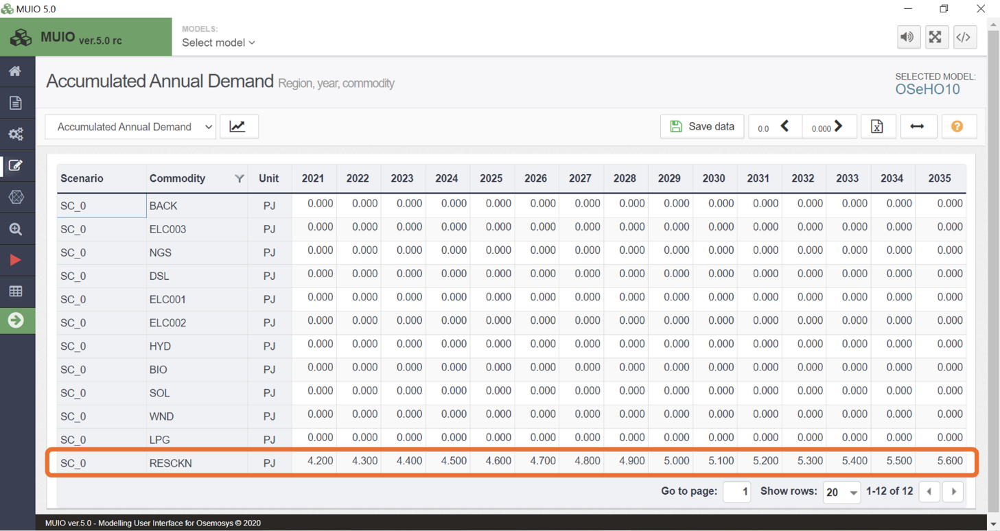 MUIO 5.0
MUIO ver.5.0 rc
MODELS:
Select model
Accumulated Annual Demand Region, year, commodity
SELECTED MODEL:
OSeHO10
Accumulated Annual Demand
Save data
0.0
0.000
Scenario Commodity Unit 2021 2022 2023 2024 2025 2026 2027 2028 2029 2030 2031 2032 2033 2034 2035
SC_0 BACK PJ 0.000 0.000 0.000 0.000 0.000 0.000 0.000 0.000 0.000 0.000 0.000 0.000 0.000 0.000 0.000
SC_0 ELC003 PJ 0.000 0.000 0.000 0.000 0.000 0.000 0.000 0.000 0.000 0.000 0.000 0.000 0.000 0.000 0.000
SC_0 NGS PJ 0.000 0.000 0.000 0.000 0.000 0.000 0.000 0.000 0.000 0.000 0.000 0.000 0.000 0.000 0.000
SC_0 DSL PJ 0.000 0.000 0.000 0.000 0.000 0.000 0.000 0.000 0.000 0.000 0.000 0.000 0.000 0.000 0.000
SC_0 ELC001 PJ 0.000 0.000 0.000 0.000 0.000 0.000 0.000 0.000 0.000 0.000 0.000 0.000 0.000 0.000 0.000
SC_0 ELC002 PJ 0.000 0.000 0.000 0.000 0.000 0.000 0.000 0.000 0.000 0.000 0.000 0.000 0.000 0.000 0.000
SC_0 HYD PJ 0.000 0.000 0.000 0.000 0.000 0.000 0.000 0.000 0.000 0.000 0.000 0.000 0.000 0.000 0.000
SC_0 BIO PJ 0.000 0.000 0.000 0.000 0.000 0.000 0.000 0.000 0.000 0.000 0.000 0.000 0.000 0.000 0.000
SC_0 SOL PJ 0.000 0.000 0.000 0.000 0.000 0.000 0.000 0.000 0.000 0.000 0.000 0.000 0.000 0.000 0.000
SC_0 WND PJ 0.000 0.000 0.000 0.000 0.000 0.000 0.000 0.000 0.000 0.000 0.000 0.000 0.000 0.000 0.000
SC_0 LPG PJ 0.000 0.000 0.000 0.000 0.000 0.000 0.000 0.000 0.000 0.000 0.000 0.000 0.000 0.000 0.000
SC_0 RESCKN PJ 4.200 4.300 4.400 4.500 4.600 4.700 4.800 4.900 5.000 5.100 5.200 5.300 5.400 5.500 5.600
Go to page: 1 Show rows: 20 1-12 of 12
MUIO ver.5.0 - Modelling User Interface for Osemosys © 2020